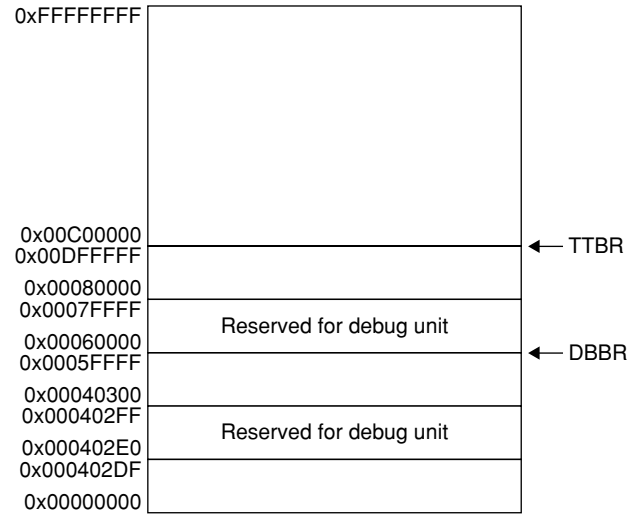 0xFFFFFFFF
0x00C00000
0x00DFFFFF
TTBR
0x00080000
0x0007FFFF
Reserved for debug unit
0x00060000
0x0005FFFF
DBBR
0x00040300
0x000402FF
Reserved for debug unit
0x000402E0
0x000402DF
0x00000000